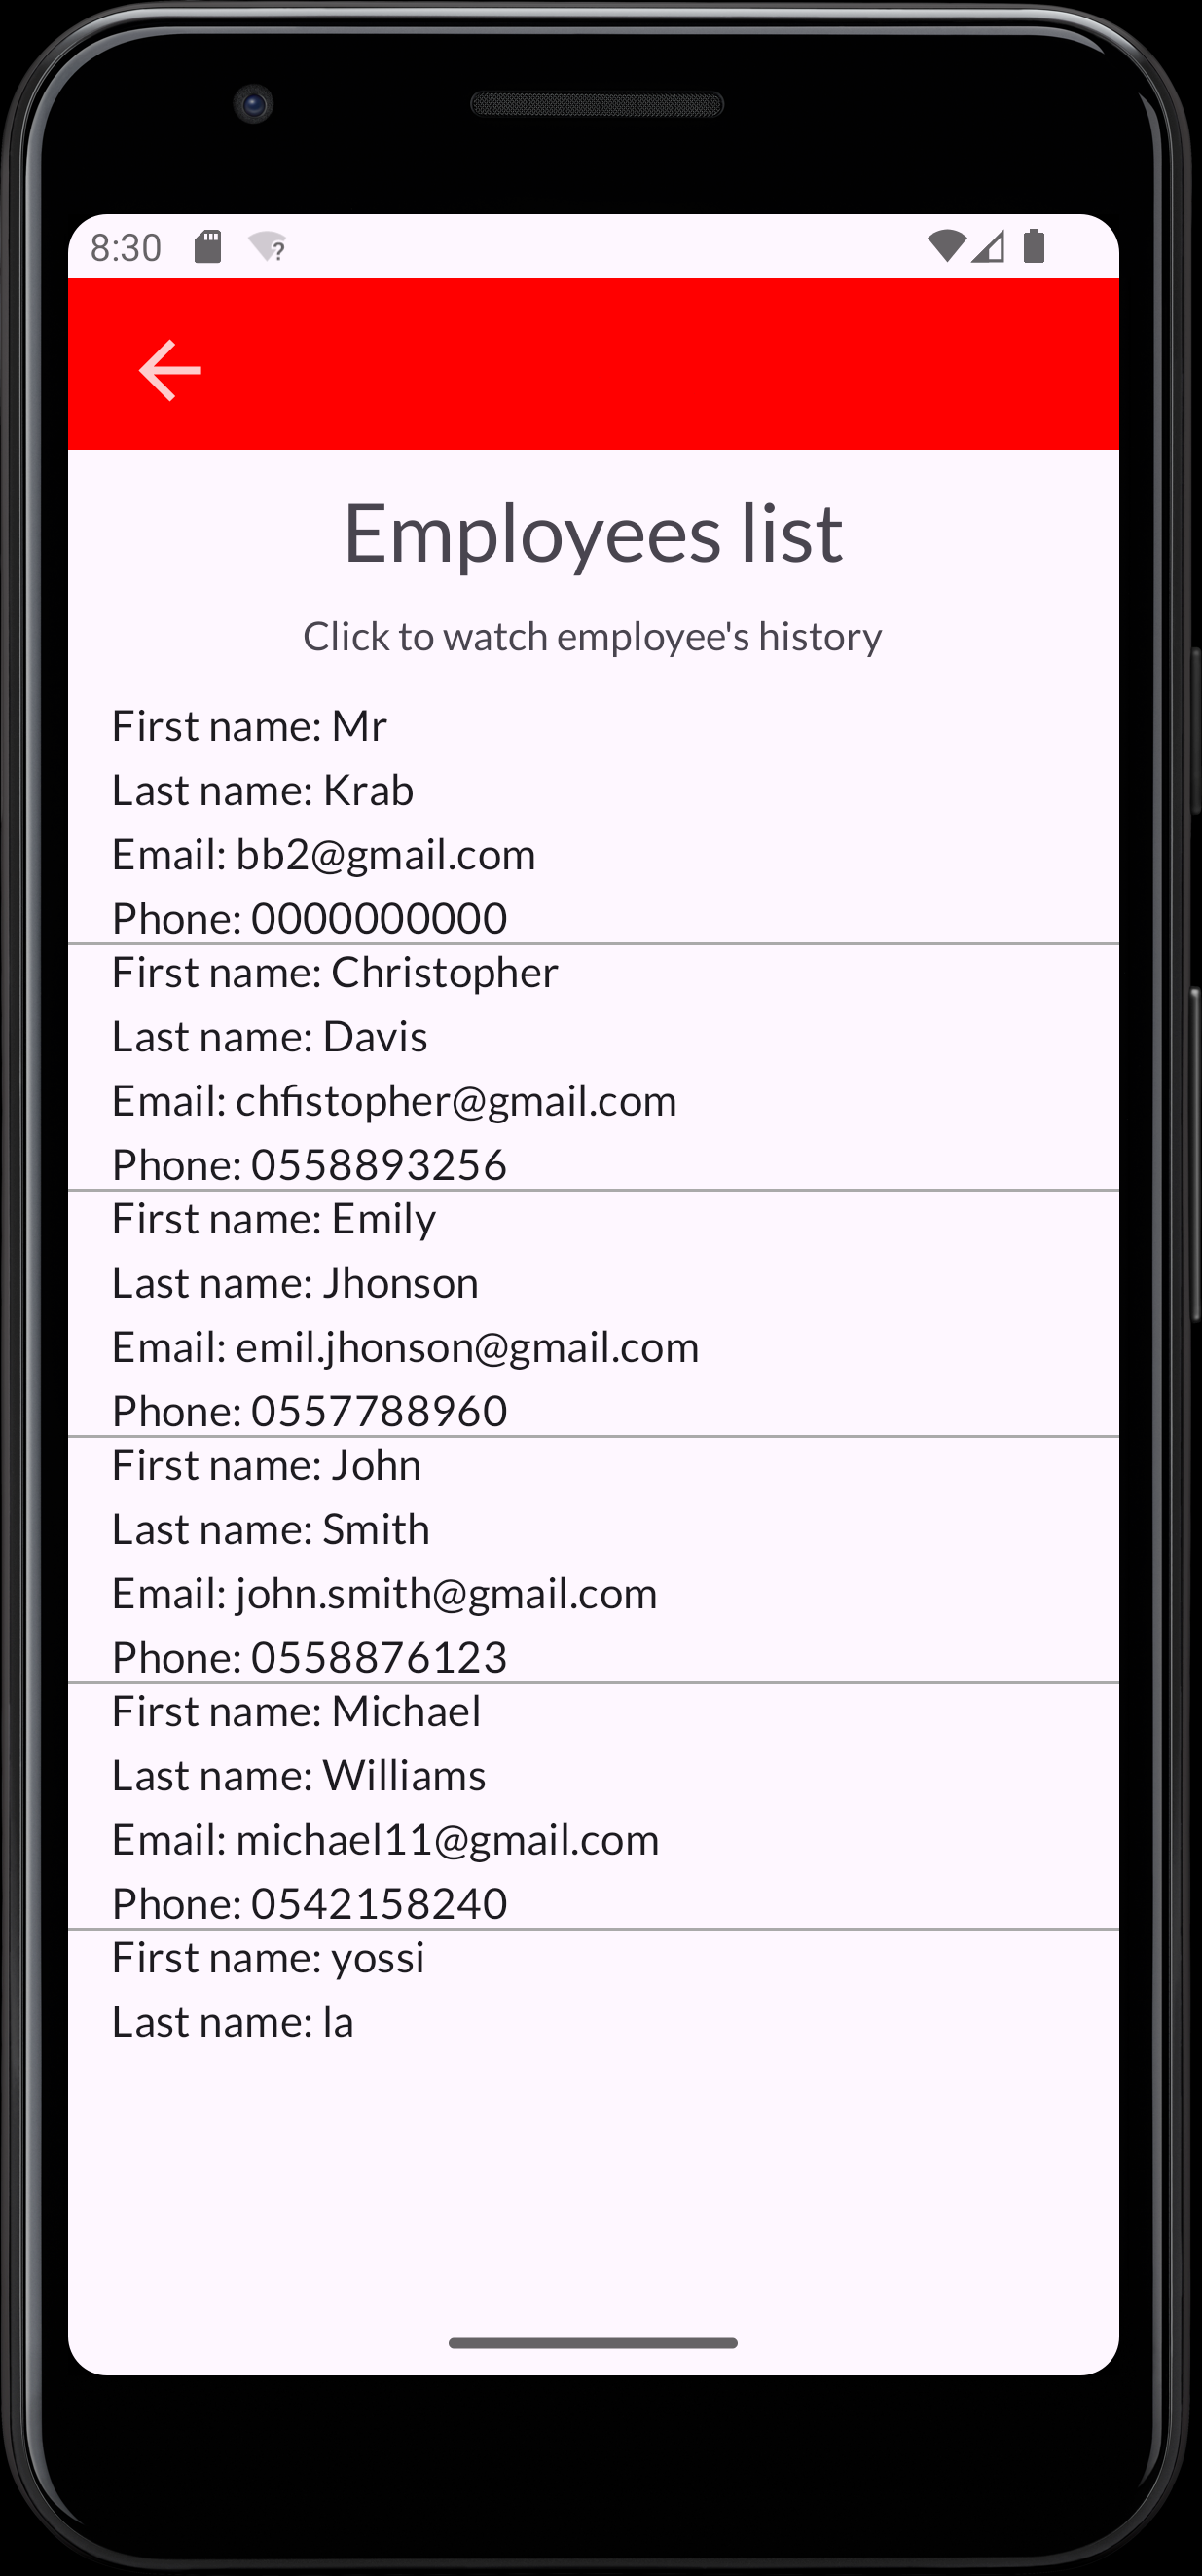 8:30
Employees list
Click to watch employee's history
First name: Mr
Last name: Krab
Email: bb2@gmail.com
Phone: 0000000000
First name: Christopher
Last name: Davis
Email: chfistopher@gmail.com
Phone: 0558893256
First name: Emily
Last name: Jhonson
Email: emil.jhonson@gmail.com
Phone: 0557788960
First name: John
Last name: Smith
Email: john.smith@gmail.com
Phone: 0558876123
First name: Michael
Last name: Williams
Email: michael11@gmail.com
Phone: 0542158240
First name: yossi
Last name: la